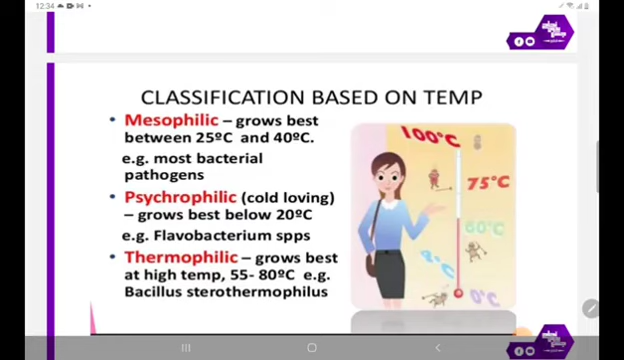 12:34
CLASSIFICATION BASED ON TEMP
• Mesophilic – grows best
between 25ºC and 40ºC.
e.g. most bacterial
pathogens
• Psychrophilic (cold loving)
– grows best below 20ºC
e.g. Flavobacterium spps
• Thermophilic – grows best
at high temp, 55- 80ºC e.g.
Bacillus sterothermophilus
100°C
75°C
60°C
8°C
0°C